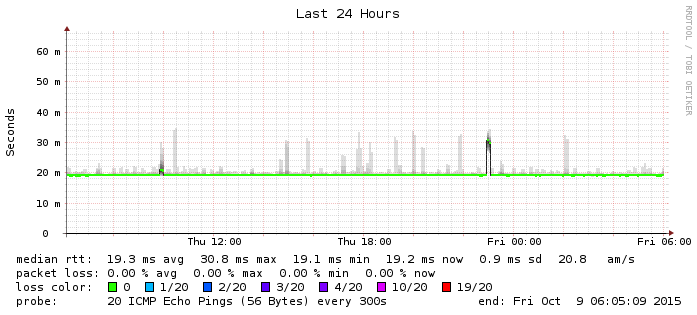 Last 24 Hours
RRDTOOL / TOBI OETIKER
Seconds
60 m
50 m
40 m
30 m
20 m
10 m
0
Thu 12:00 Thu 18:00 Fri 00:00 Fri 06:00
median rtt: 19.3 ms avg 30.8 ms max 19.1 ms min 19.2 ms now 0.9 ms sd 20.8 am/s
packet loss: 0.00 % avg 0.00 % max 0.00 % min 0.00 % now
loss color: 0 1/20 2/20 3/20 4/20 10/20 19/20
probe: 20 ICMP Echo Pings (56 Bytes) every 300s end: Fri Oct 9 06:05:09 2015